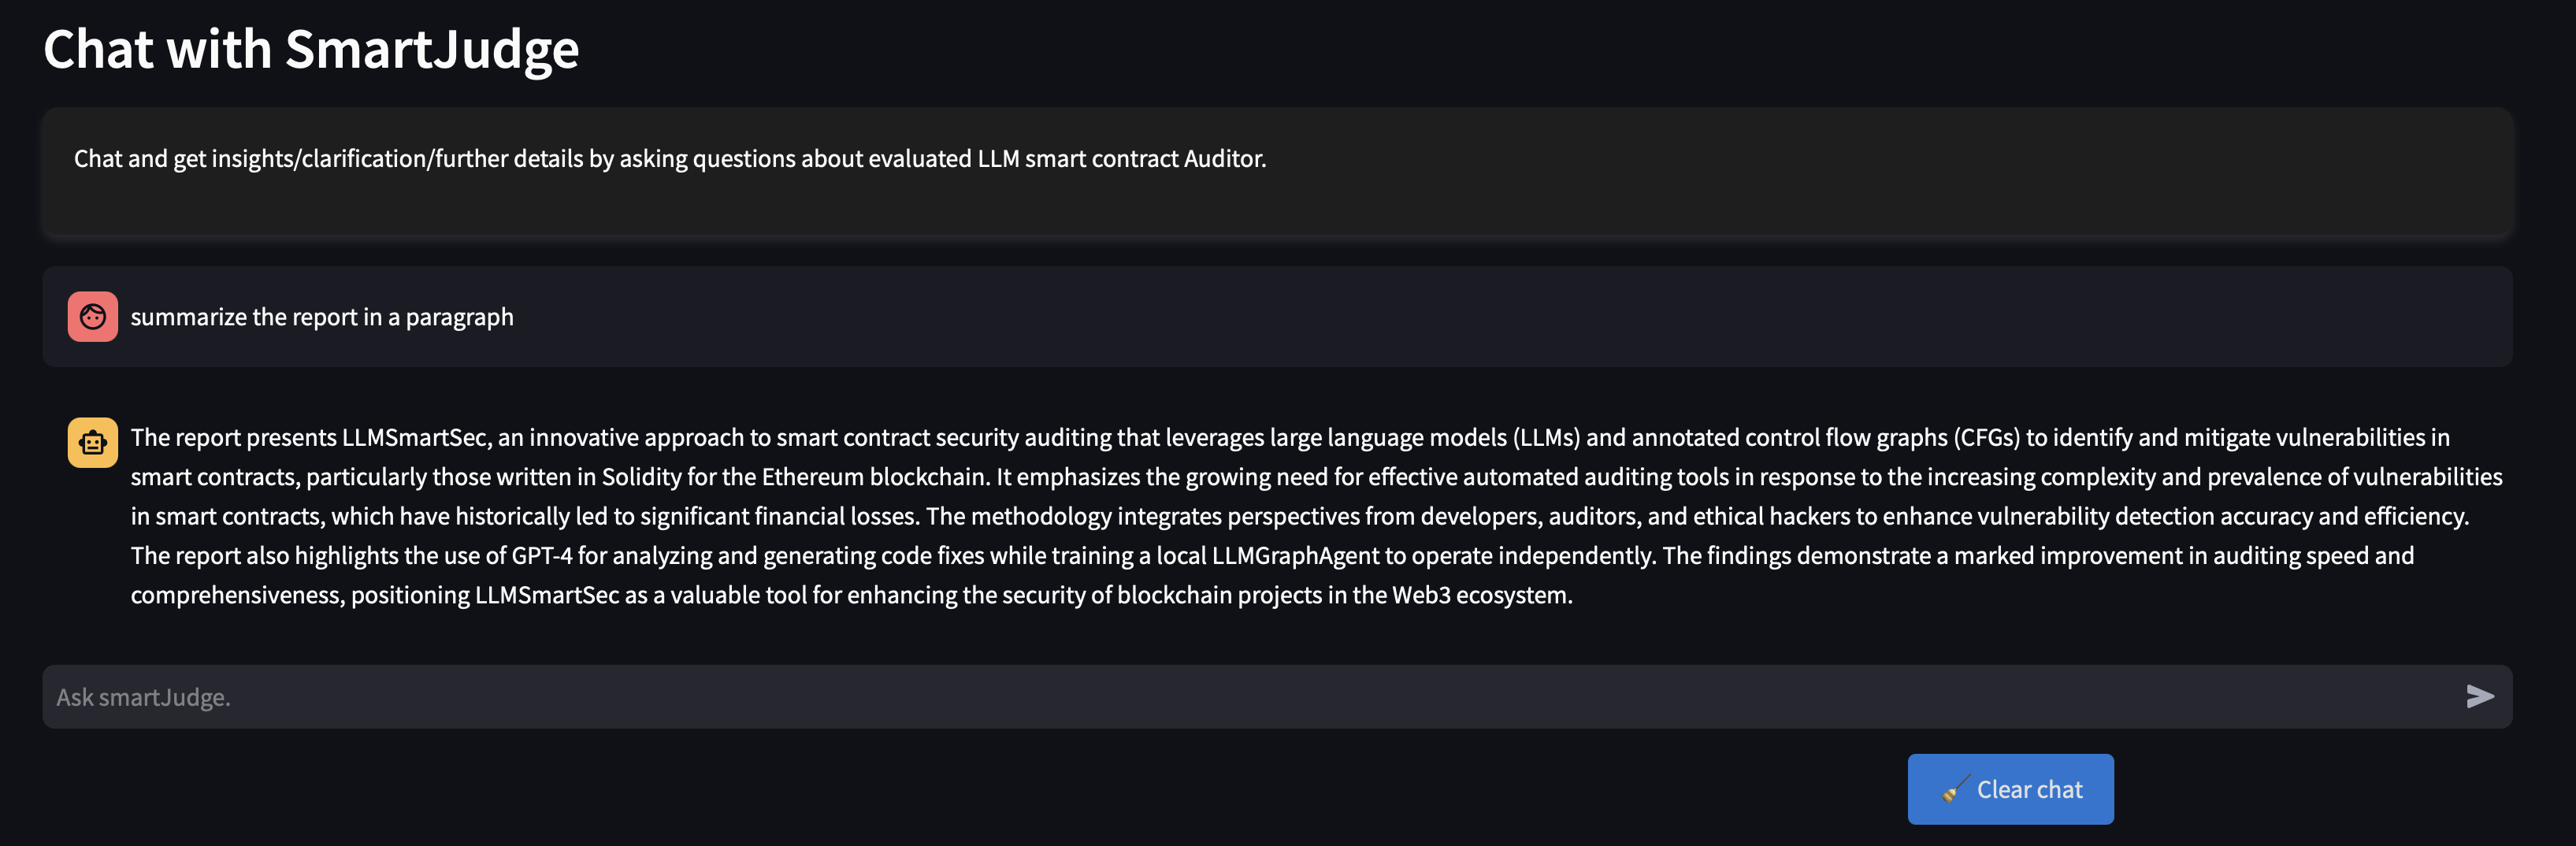 Chat with SmartJudge
Chat and get insights/clarification/further details by asking questions about evaluated LLM smart contract Auditor.
summarize the report in a paragraph
The report presents LLMSmartSec, an innovative approach to smart contract security auditing that leverages large language models (LLMs) and annotated control flow graphs (CFGs) to identify and mitigate vulnerabilities in
smart contracts, particularly those written in Solidity for the Ethereum blockchain. It emphasizes the growing need for effective automated auditing tools in response to the increasing complexity and prevalence of vulnerabilities
in smart contracts, which have historically led to significant financial losses. The methodology integrates perspectives from developers, auditors, and ethical hackers to enhance vulnerability detection accuracy and efficiency.
The report also highlights the use of GPT-4 for analyzing and generating code fixes while training a local LLMGraphAgent to operate independently. The findings demonstrate a marked improvement in auditing speed and
comprehensiveness, positioning LLMSmartSec as a valuable tool for enhancing the security of blockchain projects in the Web3 ecosystem.
Ask smartJudge.
Clear chat